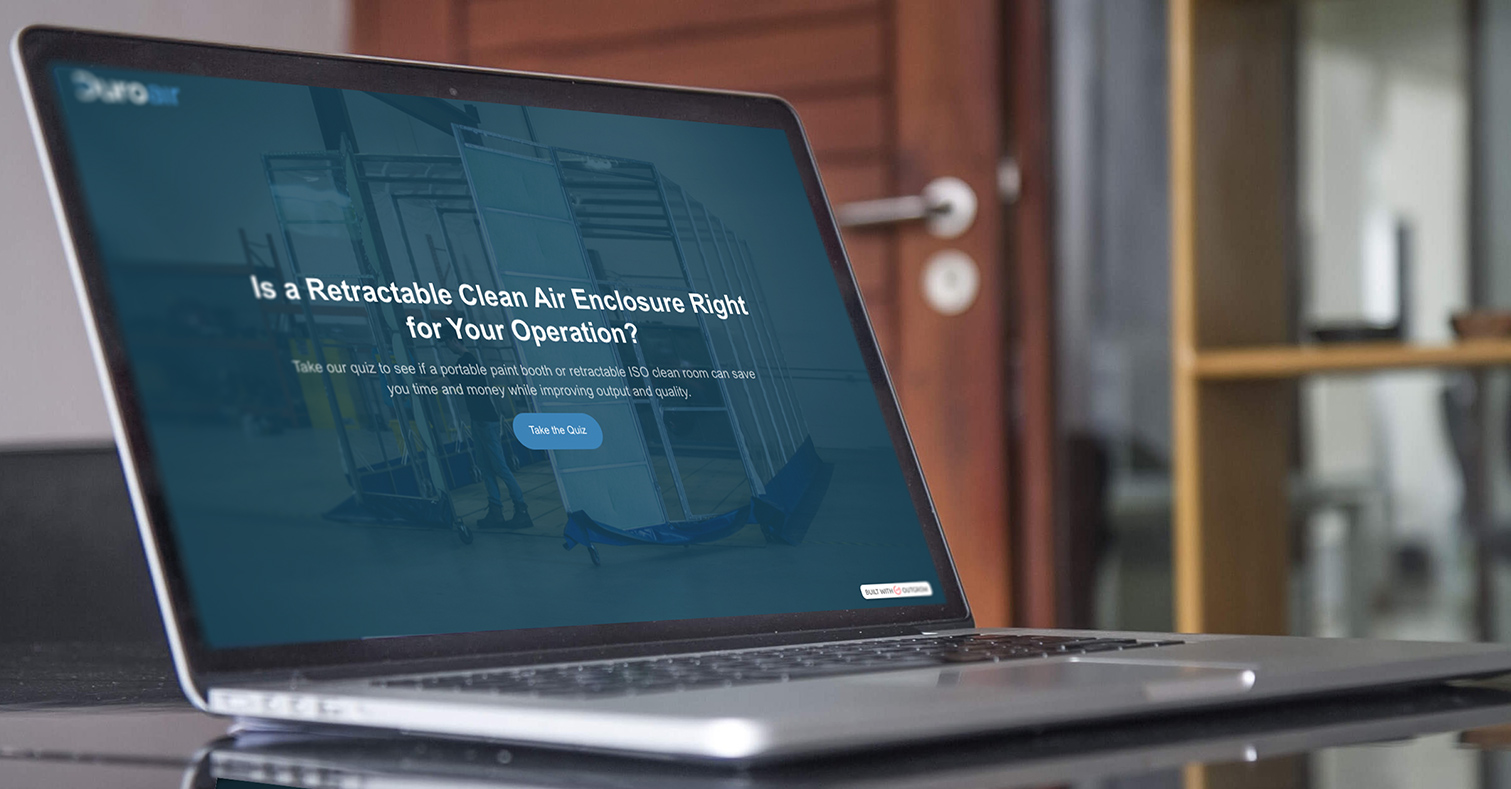 Duroair
Is a Retractable Clean Air Enclosure Right
for Your Operation?
Take our quiz to see if a portable paint booth or retractable ISO clean room can save
you time and money while improving output and quality.
Take the Quiz
BUILT WITH OUTGROW